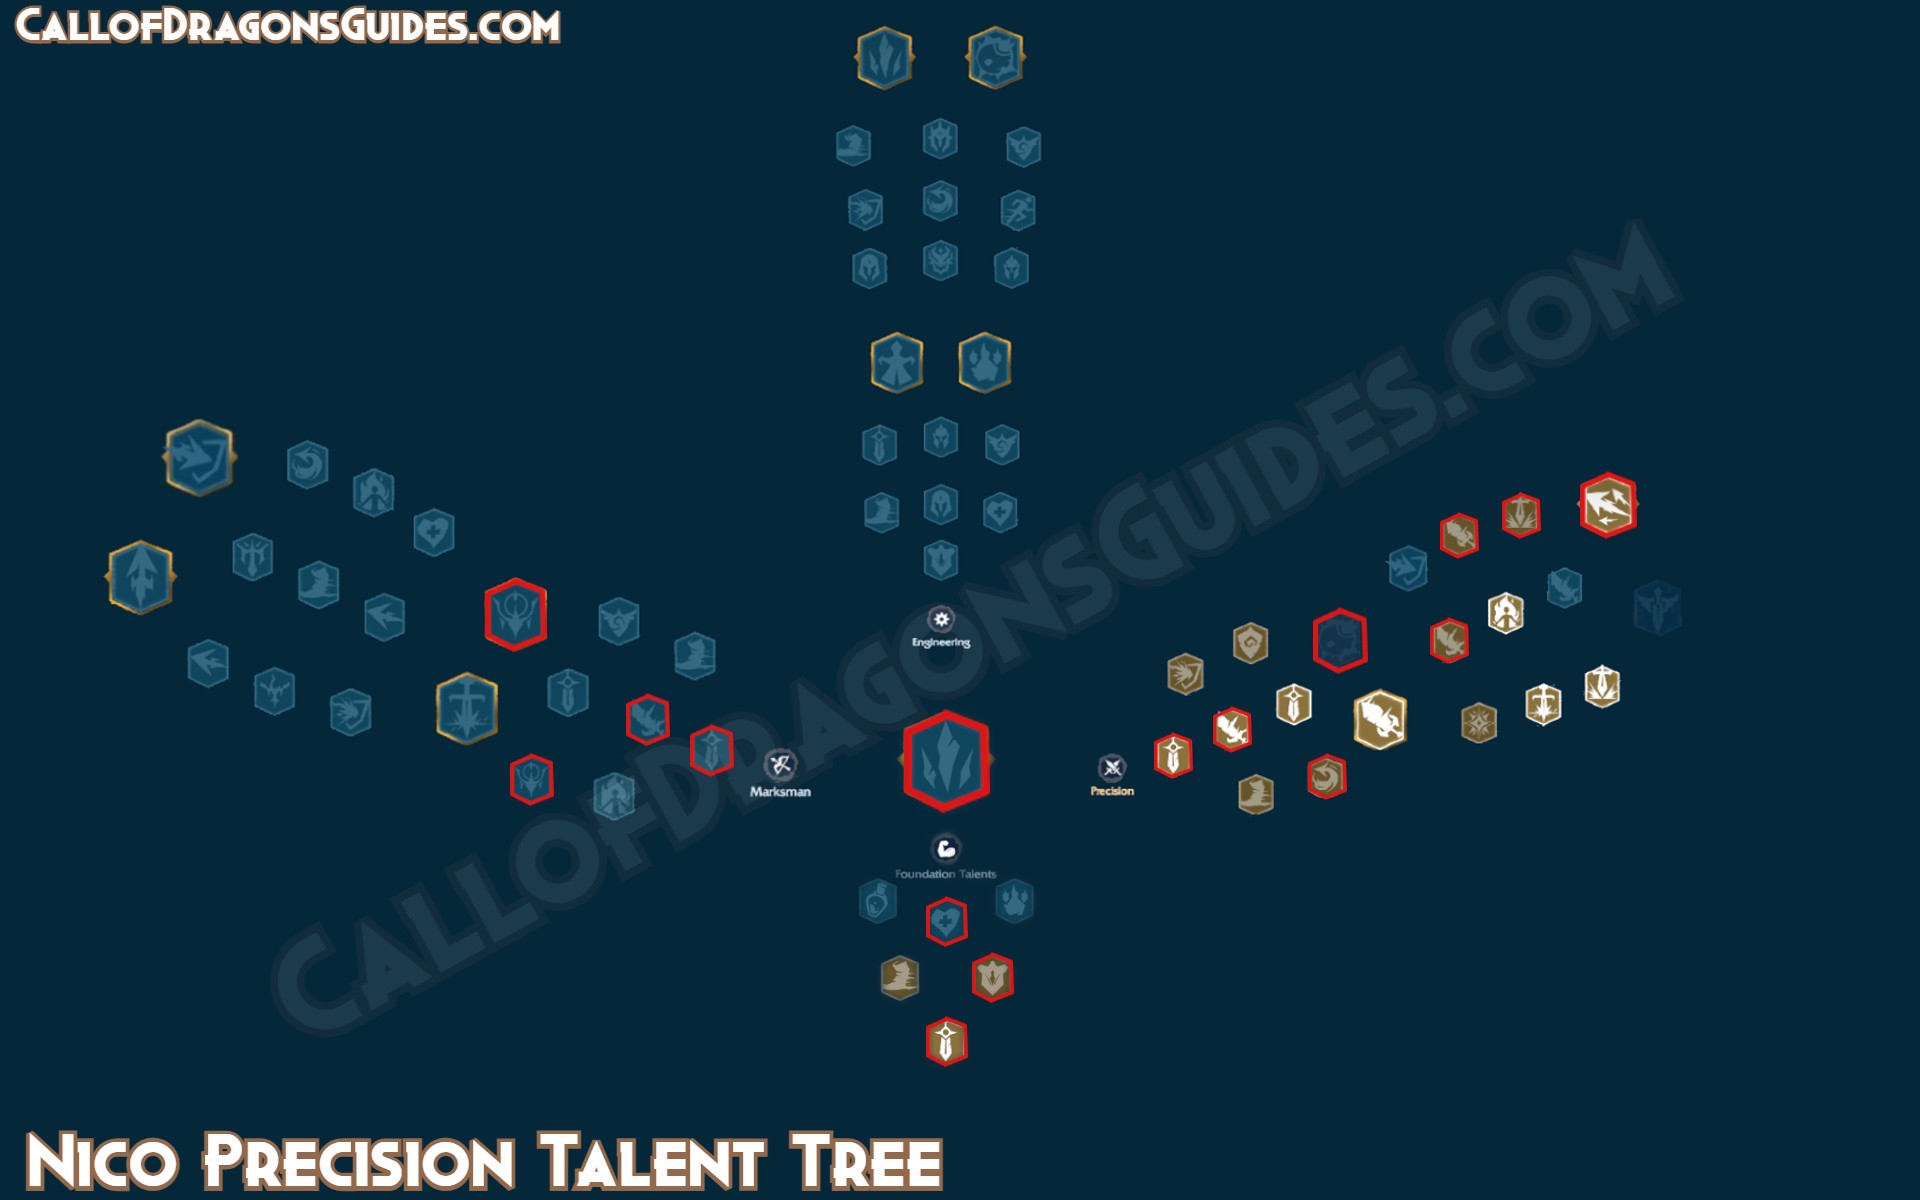 CallofDragonsGuides.com
CallofDragonsGuides.com
Engineering
Marksman
Precision
Foundation Talents
Nico Precision Talent Tree